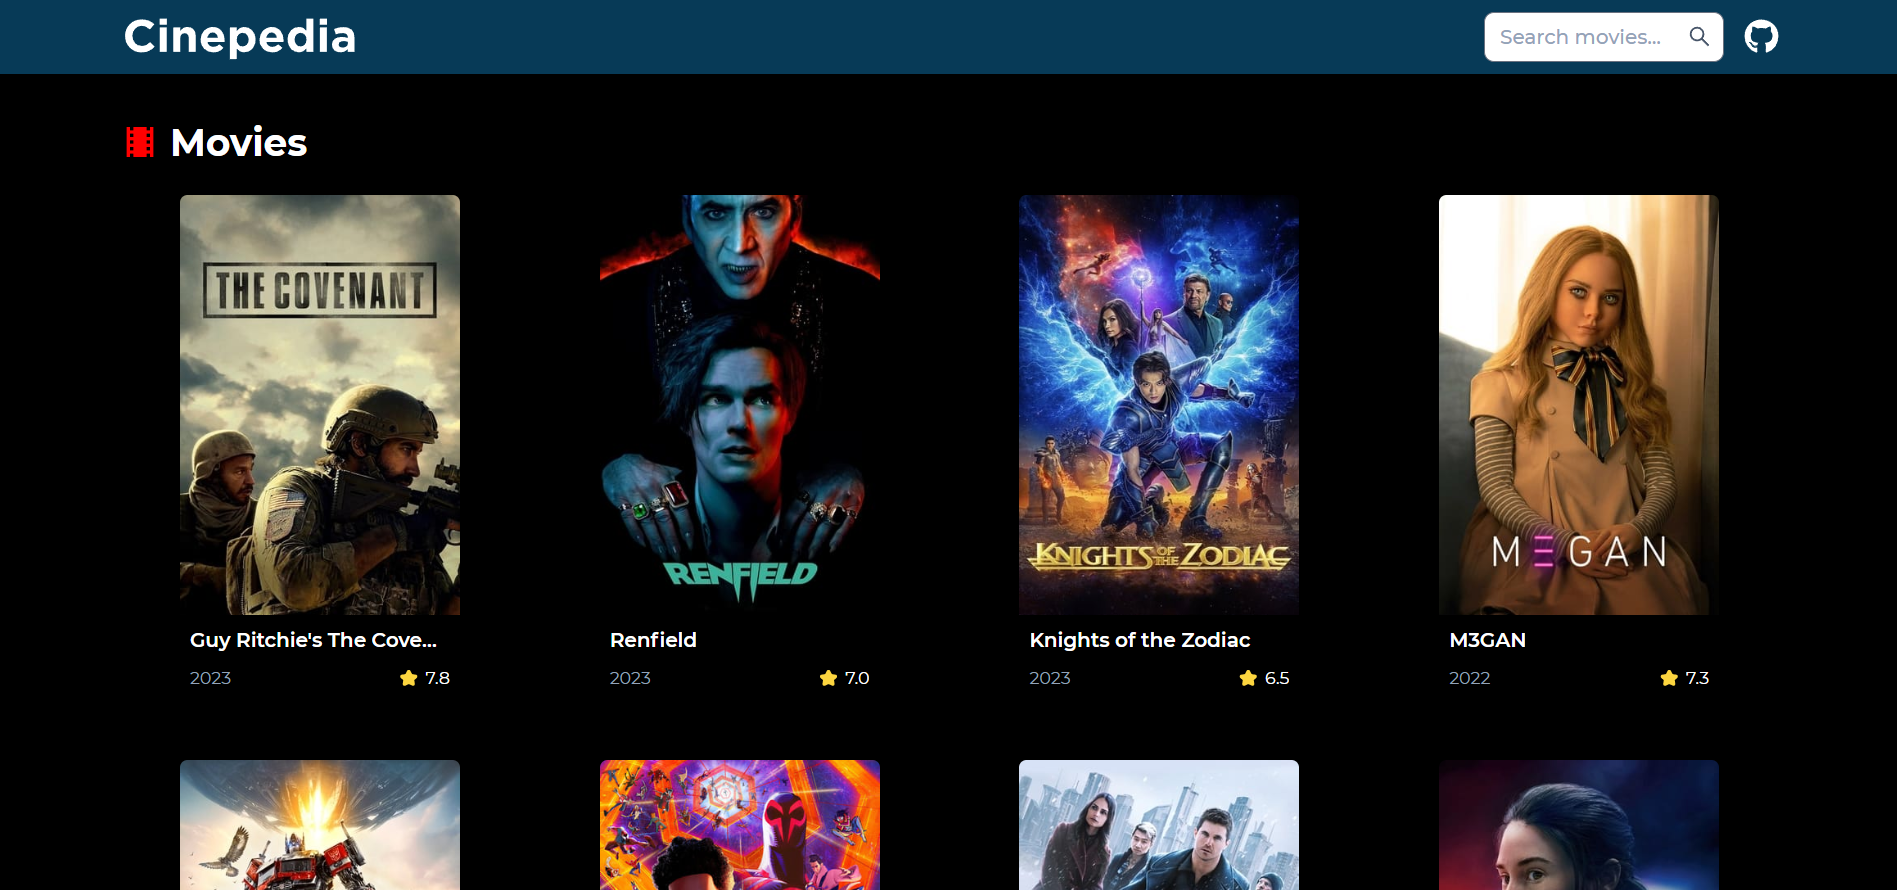 Cinepedia
Search movies...
Movies
THE COVENANT
RENFIELD
KNIGHTS OF THE ZODIAC
M3GAN
Guy Ritchie's The Cove...
Renfield
Knights of the Zodiac
M3GAN
2023
7.8
2023
7.0
2023
6.5
2022
7.3